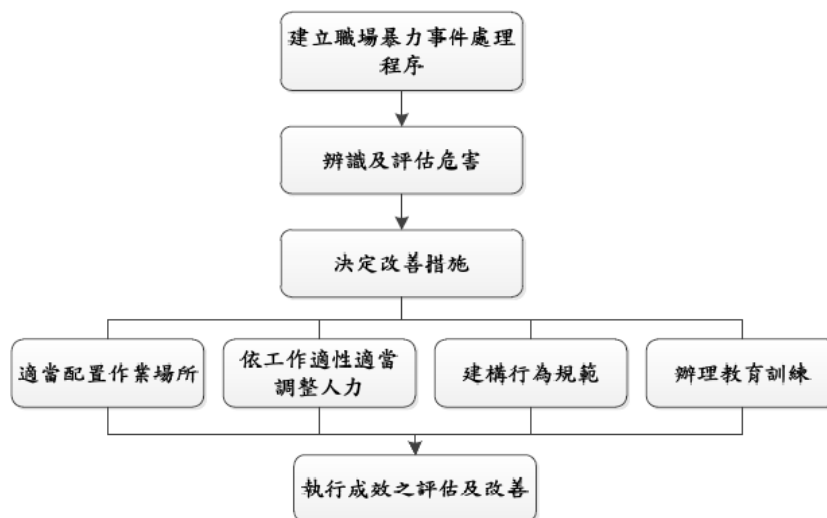 建立職場暴力事件處理
程序
辨識及評估危害
決定改善措施
適當配置作業場所
依工作適性適當
調整人力
建構行為規範
辦理教育訓練
執行成效之評估及改善